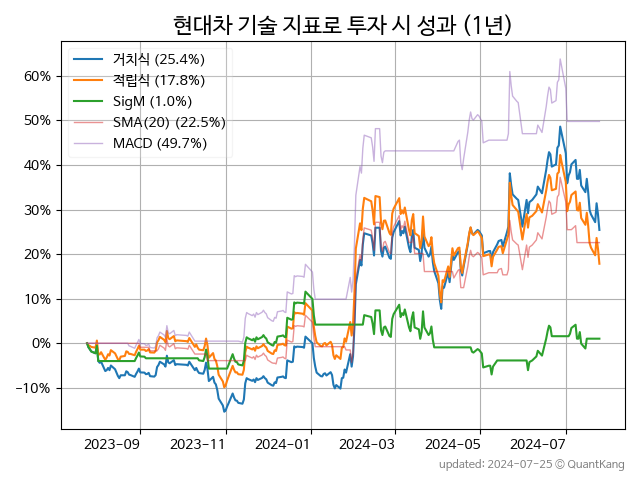 현대차 기술 지표로 투자 시 성과 (1년)
거치식 (25.4%)
적립식 (17.8%)
SigM (1.0%)
SMA(20) (22.5%)
MACD (49.7%)
60%
50%
40%
30%
20%
10%
0%
−10%
2023-09 2023-11 2024-01 2024-03 2024-05 2024-07
updated: 2024-07-25 © QuantKang